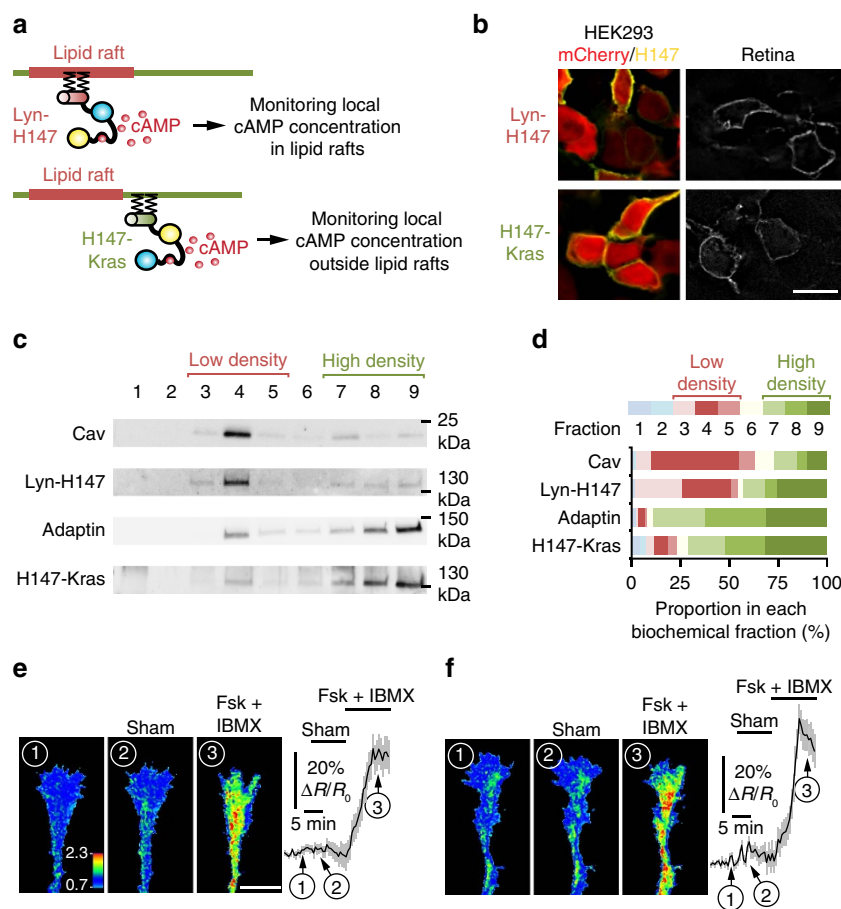 a
Lipid raft
Lyn-
H147
cAMP
Monitoring local
cAMP concentration
in lipid rafts
Lipid raft
H147-
Kras
cAMP
Monitoring local
cAMP concentration
outside lipid rafts
b
HEK293
mCherry/H147
Retina
Lyn-
H147
H147-
Kras
c
Low density
High density
1 2 3 4 5 6 7 8 9
Cav
25
kDa
Lyn-H147
130
kDa
Adaptin
150
kDa
H147-Kras
130
kDa
d
Low
density
High
density
Fraction 1 2 3 4 5 6 7 8 9
Cav
Lyn-H147
Adaptin
H147-Kras
0 25 50 75 100
Proportion in each
biochemical fraction (%)
e
1
2
3
Sham
Fsk +
IBMX
2.3
0.7
Fsk + IBMX
Sham
20%
ΔR/R0
5 min
1
2
3
f
1
2
3
Sham
Fsk +
IBMX
Fsk + IBMX
Sham
20%
ΔR/R0
5 min
1
2
3